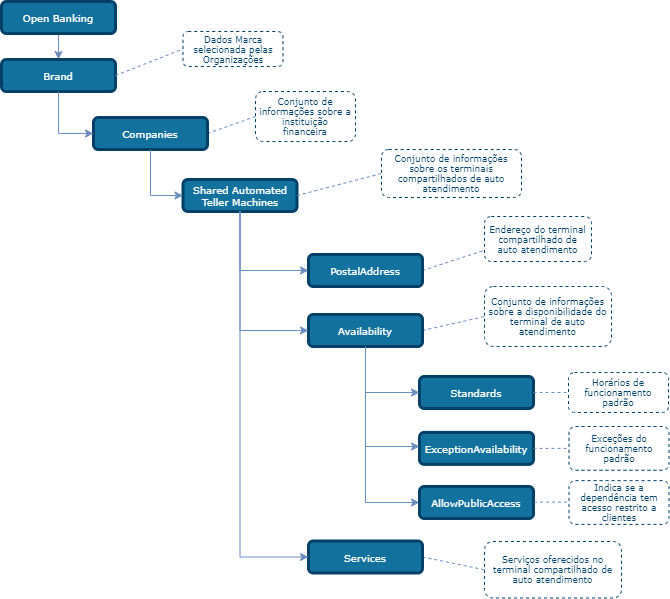 Open Banking
Dados Marca
selecionada pelas
Organizações
Brand
Conjunto de
informações sobre a
instituição
financeira
Companies
Conjunto de informações
sobre os terminais
compartilhados de auto
atendimento
Shared Automated
Teller Machines
Endereço do terminal
compartilhado de
auto atendimento
PostalAddress
Conjunto de informações
sobre a disponibilidade do
terminal de auto
atendimento
Availability
Horários de
funcionamento
padrão
Standards
Exceções do
funcionamento
padrão
ExceptionAvailability
Indica se a
dependência tem
acesso restrito a
clientes
AllowPublicAccess
Services
Serviços oferecidos no
terminal compartilhado de
auto atendimento